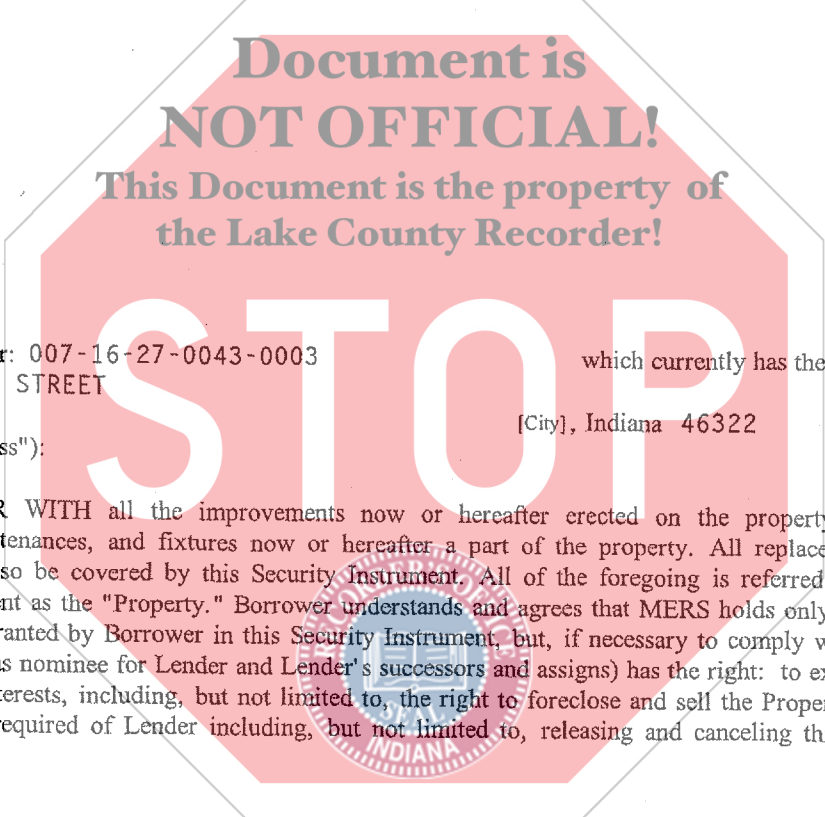 Document is
NOT OFFICIAL!
This Document is the property of
the Lake County Recorder!
STOP
r: 007-16-27-0043-0003 which currently has the
STREET
[City], Indiana 46322
ss"):
R WITH all the improvements now or hereafter erected on the property
tenances, and fixtures now or hereafter a part of the property. All replace
so be covered by this Security Instrument. All of the foregoing is referred
nt as the "Property." Borrower understands and agrees that MERS holds only
ranted by Borrower in this Security Instrument, but, if necessary to comply w
s nominee for Lender and Lender's successors and assigns) has the right: to ex
terests, including, but not limited to, the right to foreclose and sell the Proper
equired of Lender including, but not limited to, releasing and canceling th
RECORDER'S OFFICE
SEAL
INDIANA